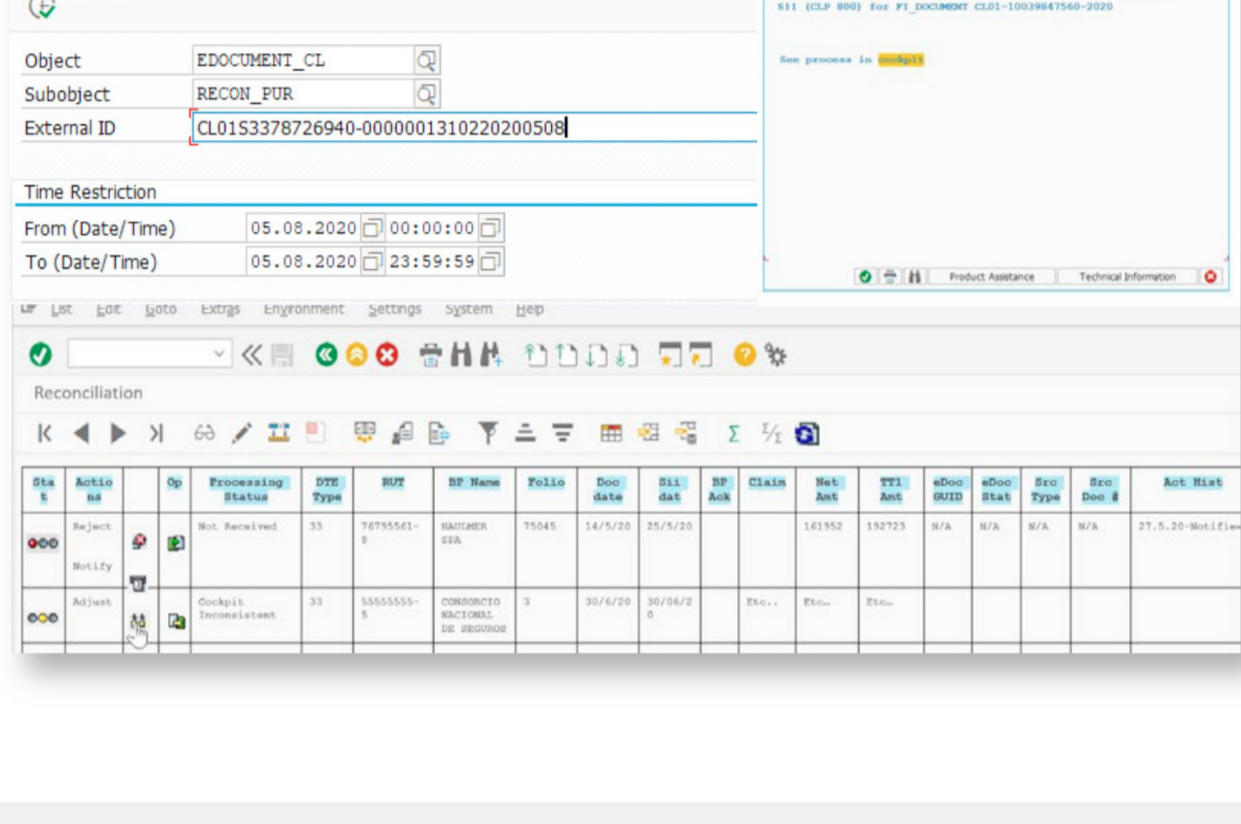 SII (CLP 800) for FI_DOCUMENT CL01-10039847560-2020
See process in cockpit
Object EDOCUMENT_CL
Subobject RECON_PUR
External ID CL01S3378726940-0000001310220200508
Time Restriction
From (Date/Time) 05.08.2020 00:00:00
To (Date/Time) 05.08.2020 23:59:59
Product Assistance Technical Information
List Edit Goto Extras Environment Settings System Help
Reconciliation
Sta Actio Op Processing DTE RUT BP Name Folio Doc Sii BP Claim Net TTl eDoc eDoc Src Src Act Hist
t ns Status Type date dat Ack Amt Amt GUID Stat Type Doc #
Reject Not Received 33 76795561- HAULMER 75045 14/5/20 25/5/20 161952 192723 N/A N/A N/A N/A 27.5.20-Notifie
8 SPA
Notify
Adjust Cockpit 33 55555555- CONSORCIO 3 30/6/20 30/06/2 Etc.. Etc… Etc…
Inconsistent 5 NACIONAL 0
DE SEGUROS